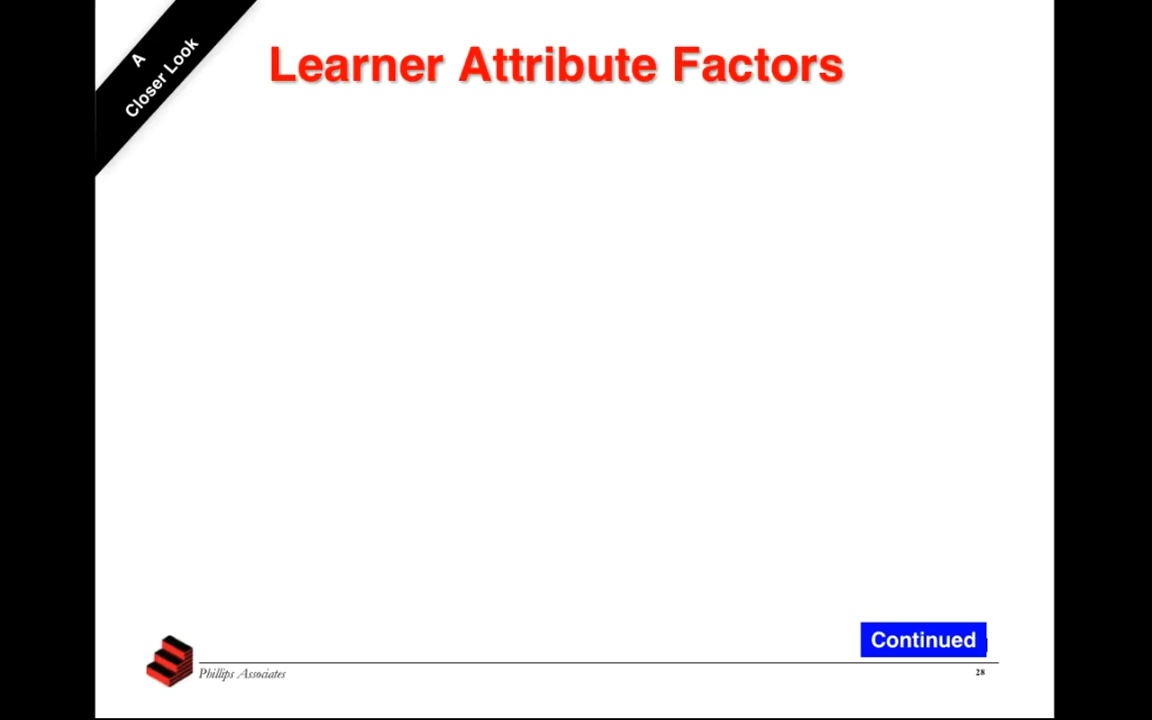 A
Closer Look
Learner Attribute Factors
Continued
Phillips Associates
28